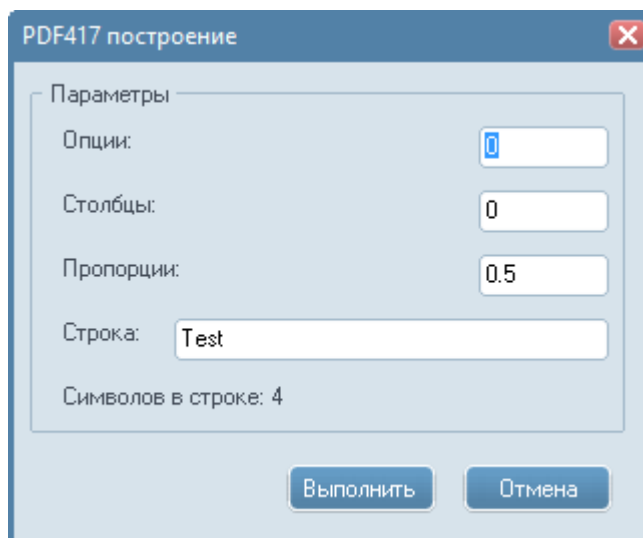 PDF417 построение
Параметры
Опции: 0
Столбцы: 0
Пропорции: 0.5
Строка: Test
Символов в строке: 4
Выполнить Отмена